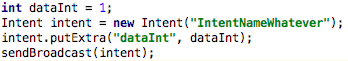 int dataInt = 1;
Intent intent = new Intent("IntentNameWhatever");
intent.putExtra("dataInt", dataInt);
sendBroadcast(intent);